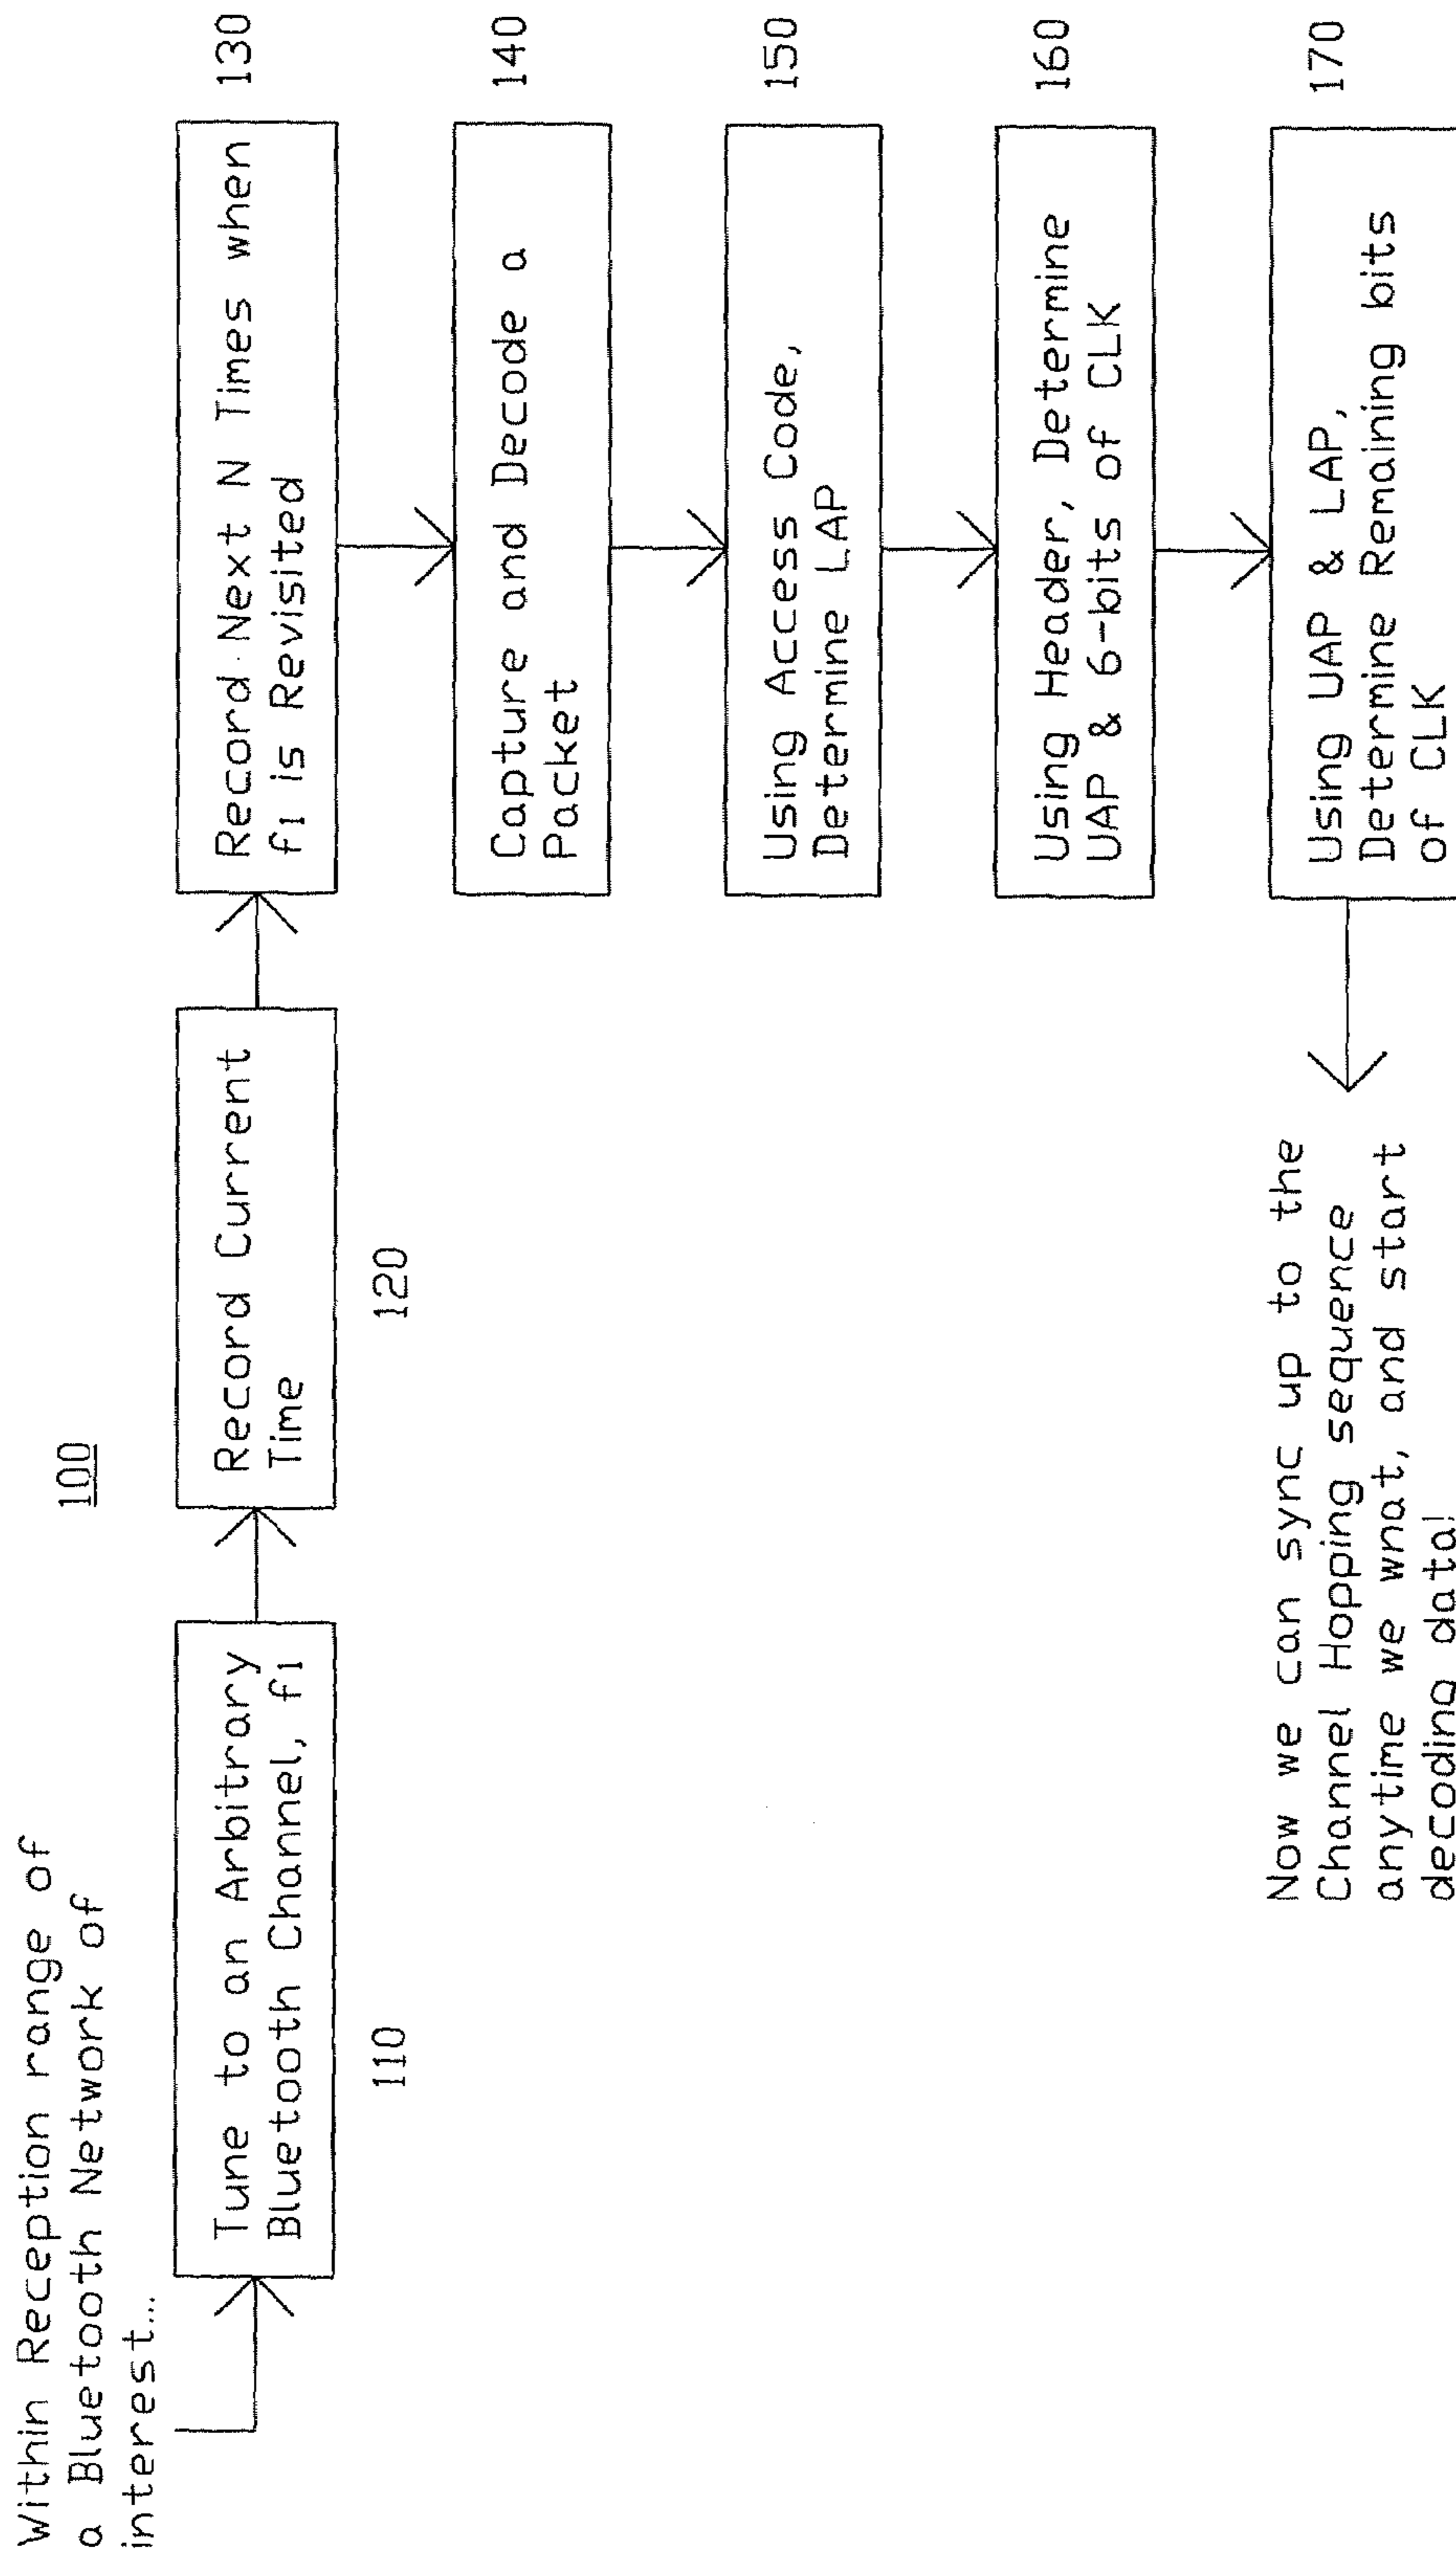 100
Within Reception range of
a Bluetooth Network of
interest...
Tune to an Arbitrary
Bluetooth Channel, f1
110
Record Current
Time
120
Record Next N Times when
f1 is Revisited
130
Capture and Decode a
Packet
140
Using Access Code,
Determine LAP
150
Using Header, Determine
UAP & 6-bits of CLK
160
Using UAP & LAP,
Determine Remaining bits
of CLK
170
Now we can sync up to the
Channel Hopping sequence
anytime we wnat, and start
decoding data!